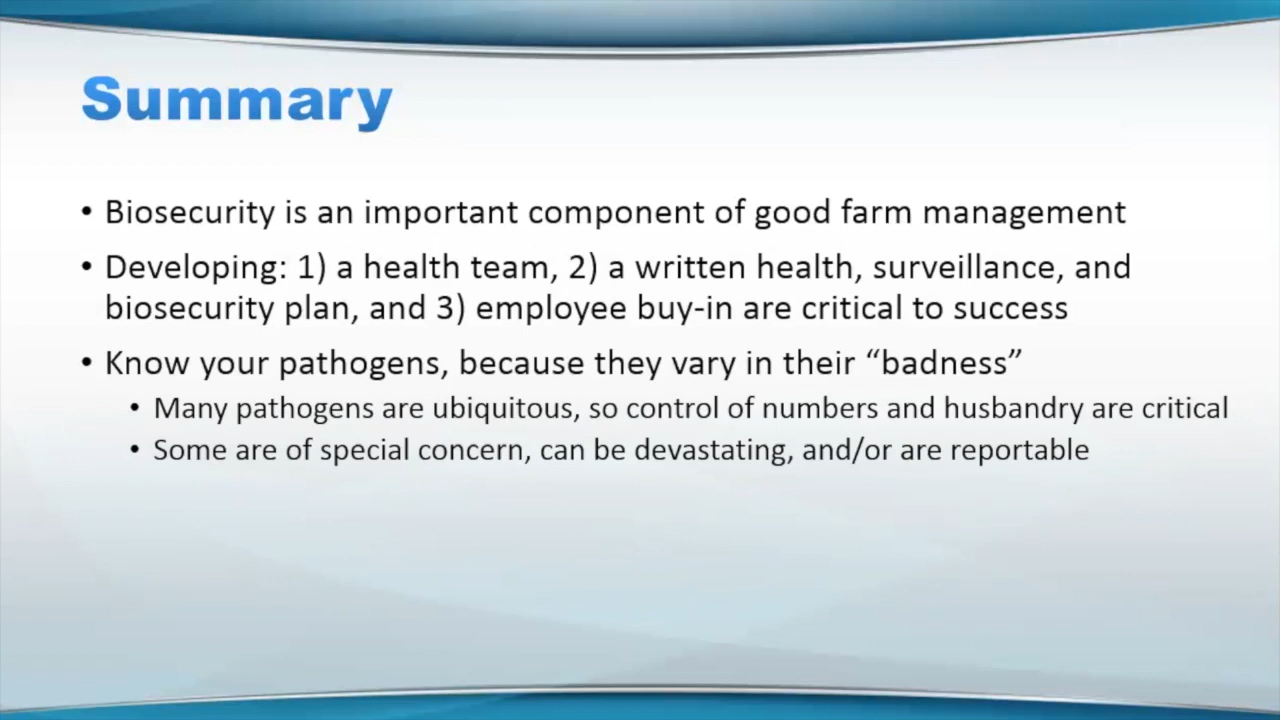 Summary
• Biosecurity is an important component of good farm management
• Developing: 1) a health team, 2) a written health, surveillance, and
biosecurity plan, and 3) employee buy-in are critical to success
• Know your pathogens, because they vary in their “badness”
• Many pathogens are ubiquitous, so control of numbers and husbandry are critical
• Some are of special concern, can be devastating, and/or are reportable